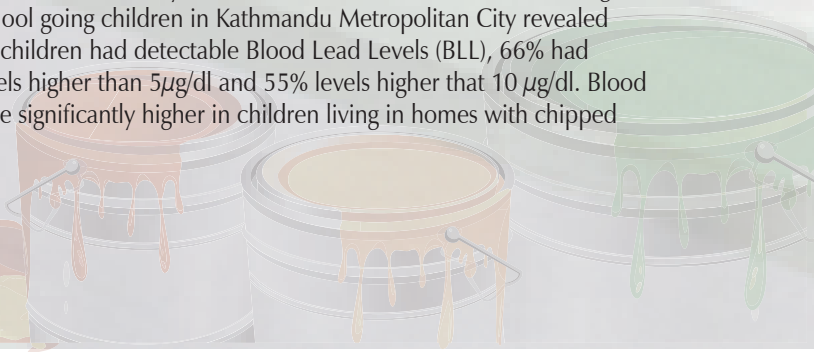 ool going children in Kathmandu Metropolitan City revealed
children had detectable Blood Lead Levels (BLL), 66% had
els higher than 5µg/dl and 55% levels higher that 10 µg/dl. Blood
e significantly higher in children living in homes with chipped